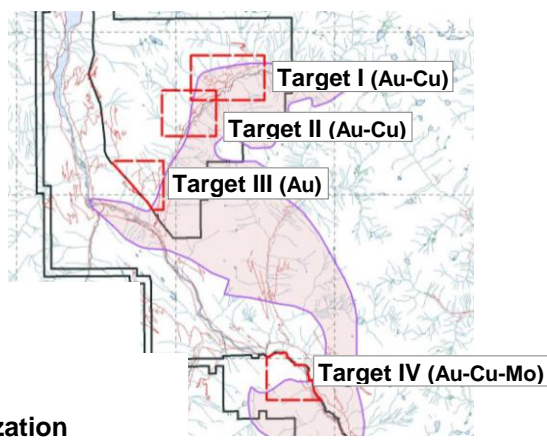 Target I (Au-Cu)
Target II (Au-Cu)
Target III (Au)
Target IV (Au-Cu-Mo)
zation